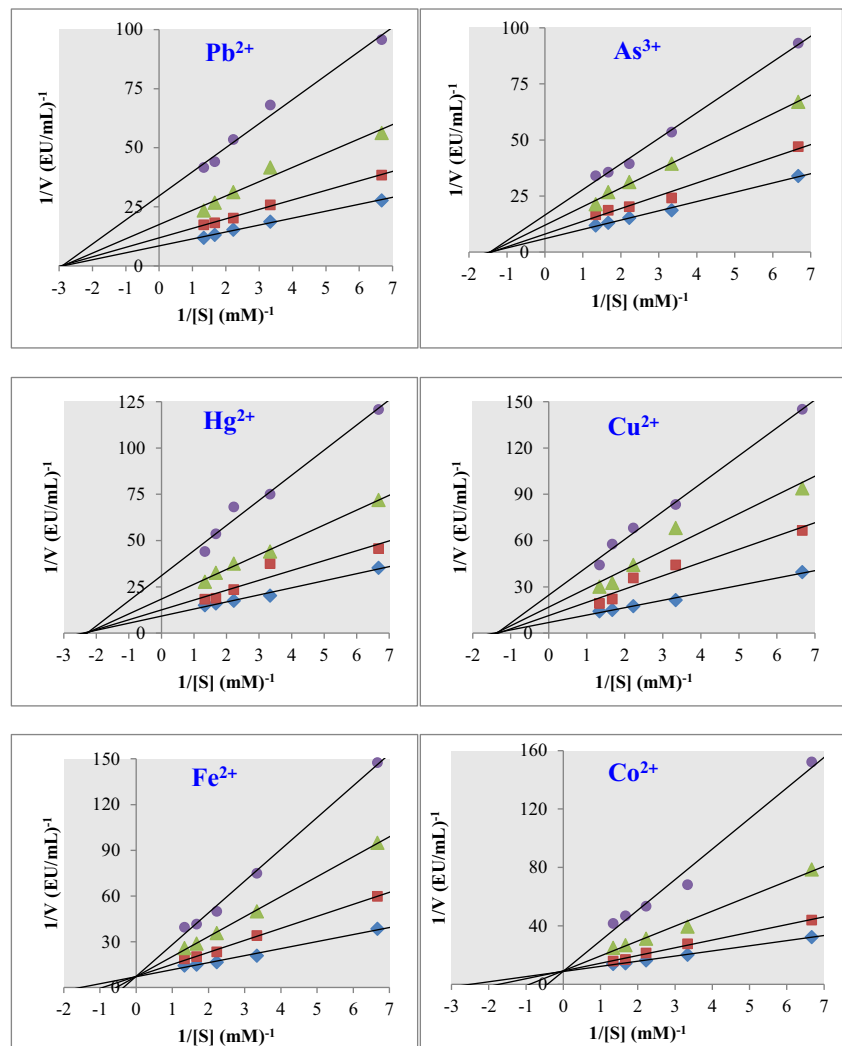 Pb²⁺
100
75
50
25
0
-3 -2 -1 0 1 2 3 4 5 6 7
1/V (EU/mL)⁻¹
1/[S] (mM)⁻¹
As³⁺
100
75
50
25
0
-3 -2 -1 0 1 2 3 4 5 6 7
1/V (EU/mL)⁻¹
1/[S] (mM)⁻¹
Hg²⁺
125
100
75
50
25
0
-3 -2 -1 0 1 2 3 4 5 6 7
1/V (EU/mL)⁻¹
1/[S] (mM)⁻¹
Cu²⁺
150
120
90
60
30
0
-3 -2 -1 0 1 2 3 4 5 6 7
1/V (EU/mL)⁻¹
1/[S] (mM)⁻¹
Fe²⁺
150
120
90
60
30
0
-2 -1 0 1 2 3 4 5 6 7
1/V (EU/mL)⁻¹
1/[S] (mM)⁻¹
Co²⁺
160
120
80
40
0
-3 -2 -1 0 1 2 3 4 5 6 7
1/V (EU/mL)⁻¹
1/[S] (mM)⁻¹